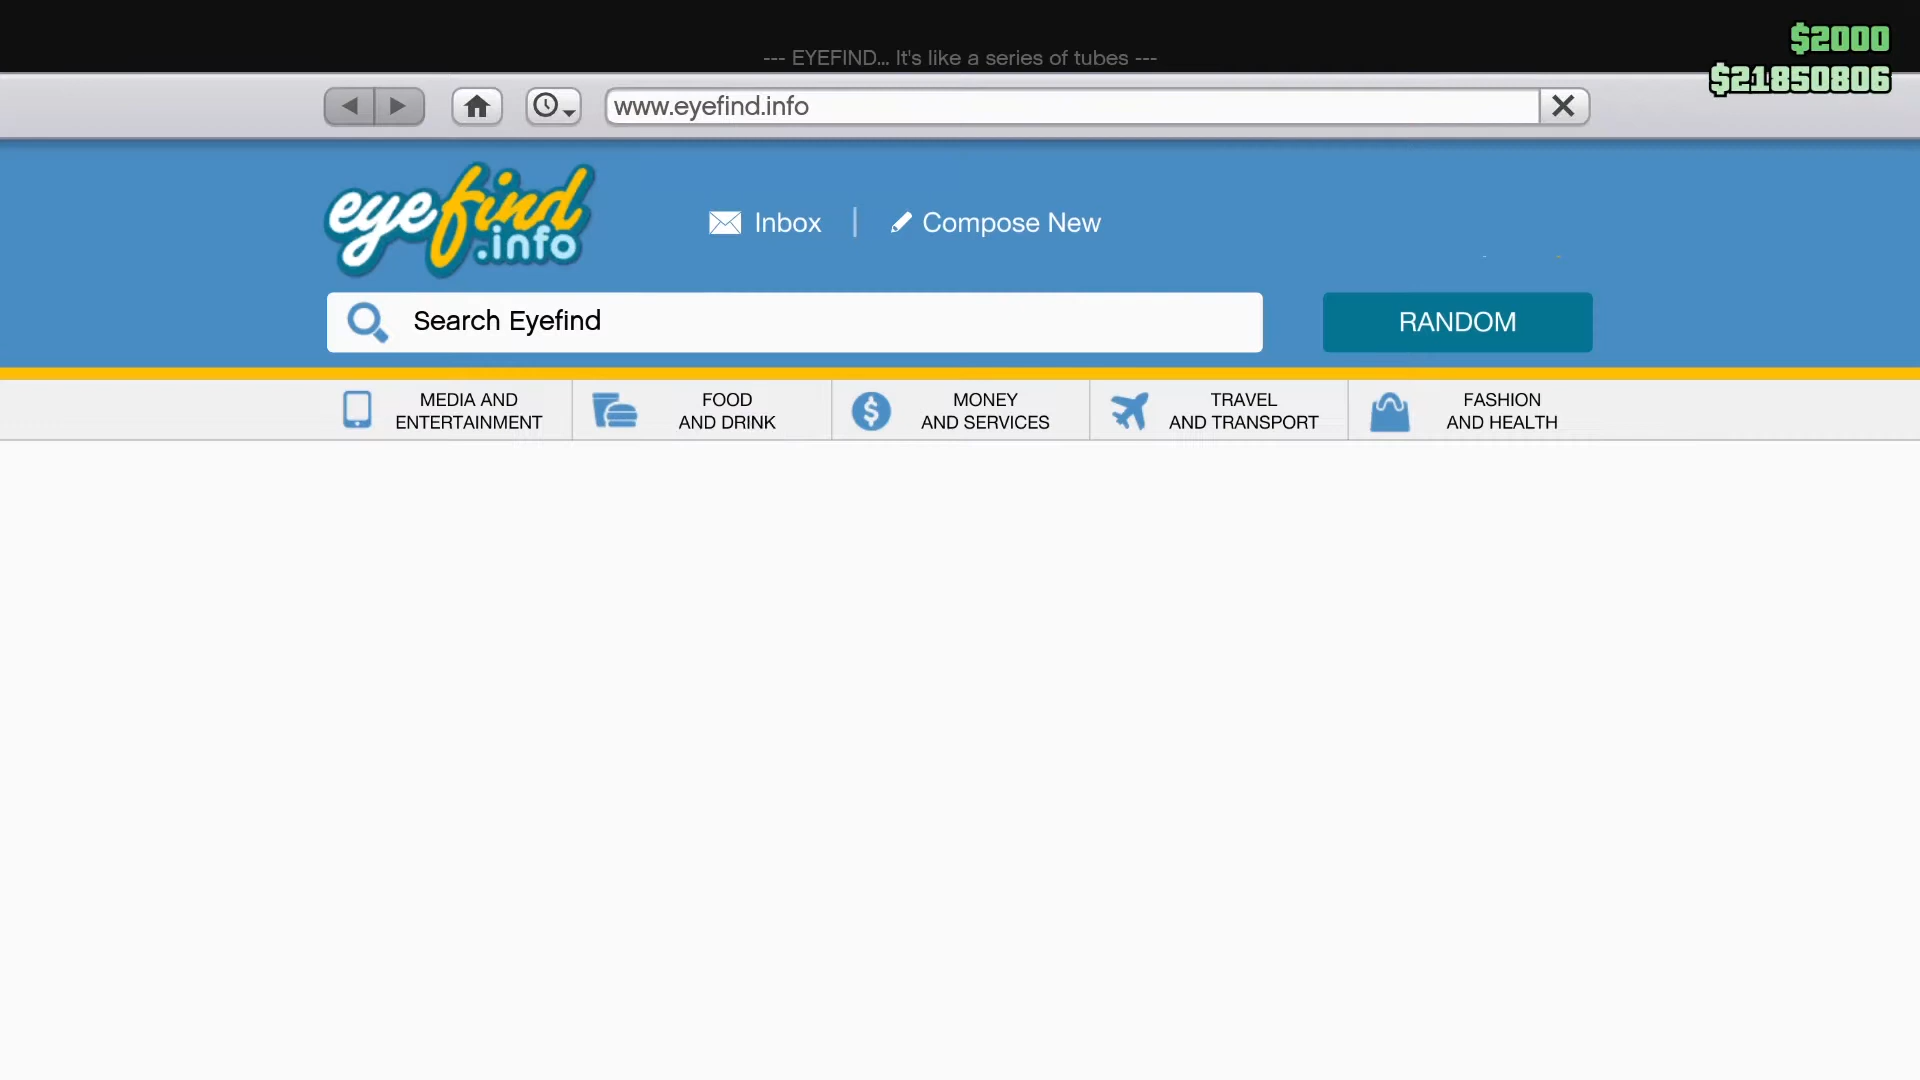 --- EYEFIND... It's like a series of tubes ---
$2000
$21850806
www.eyefind.info
eyefind
.info
Inbox
Compose New
Search Eyefind
RANDOM
MEDIA AND
ENTERTAINMENT
FOOD
AND DRINK
MONEY
AND SERVICES
TRAVEL
AND TRANSPORT
FASHION
AND HEALTH